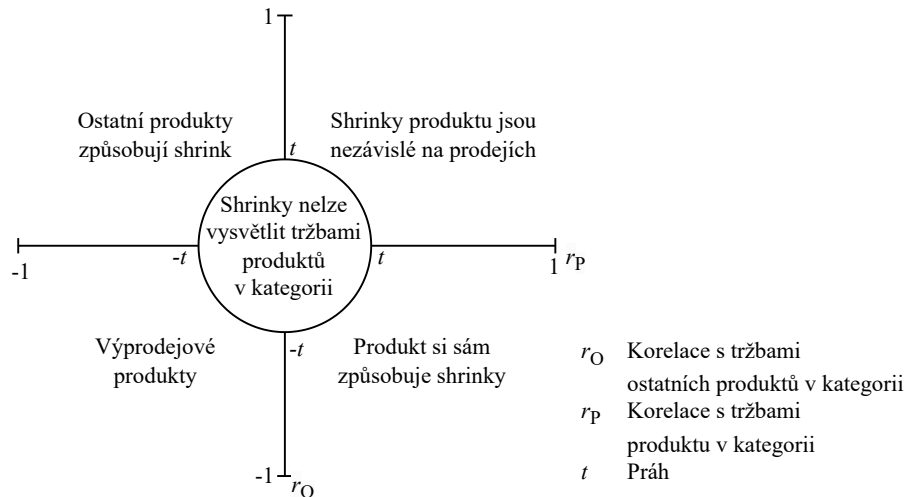 1
Ostatní produkty
způsobují shrink
Shrinky produktu jsou
nezávislé na prodejích
t
Shrinky nelze
vysvětlit tržbami
produktů
v kategorii
-1
-t
t
1
rP
Výprodejové
produkty
-t
Produkt si sám
způsobuje shrinky
-1
rO
rO Korelace s tržbami
ostatních produktů v kategorii
rP Korelace s tržbami
produktu v kategorii
t Práh